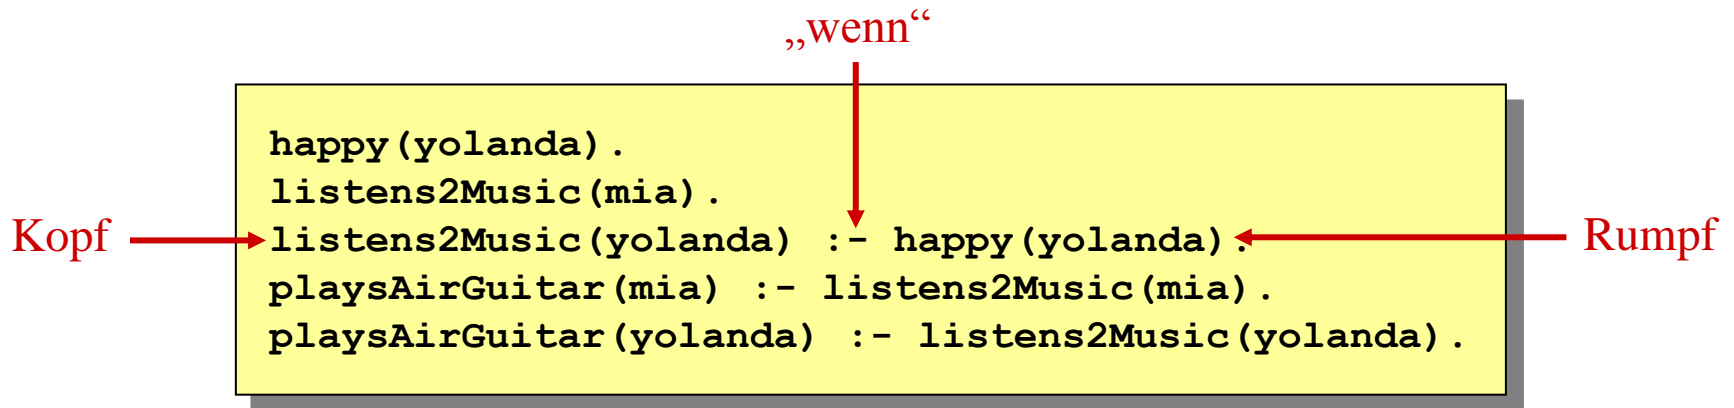 „wenn“
happy(yolanda).
listens2Music(mia).
Kopf listens2Music(yolanda) :- happy(yolanda). Rumpf
playsAirGuitar(mia) :- listens2Music(mia).
playsAirGuitar(yolanda) :- listens2Music(yolanda).